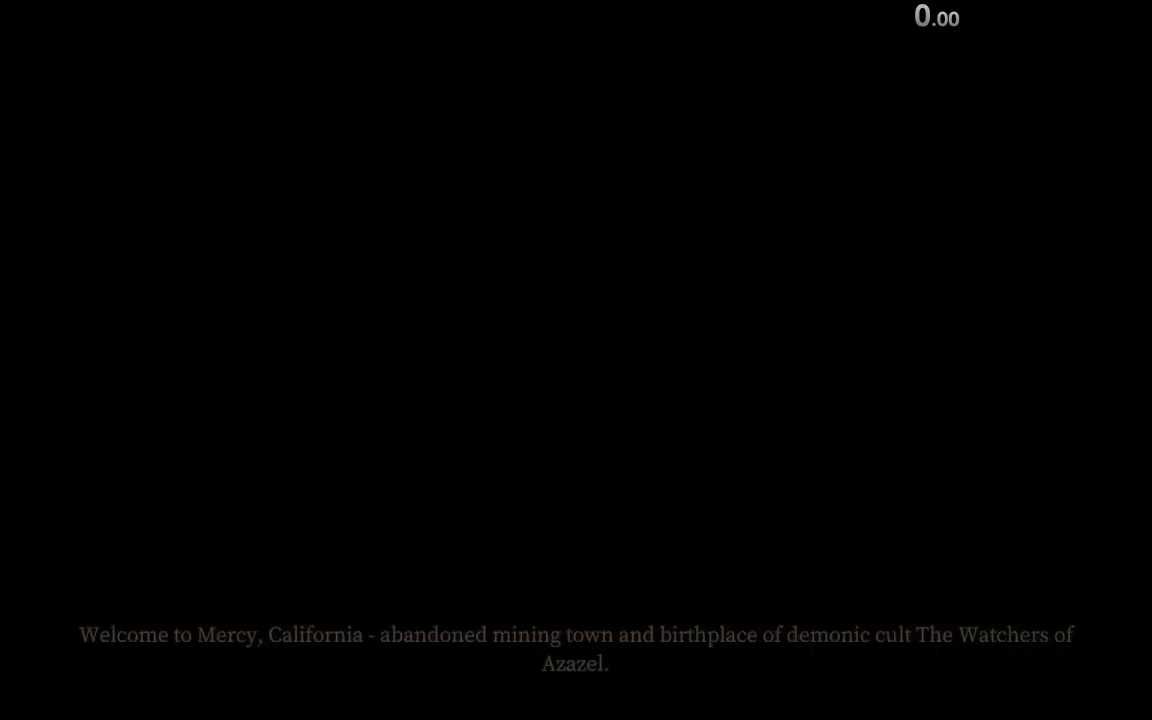 0.00
Welcome to Mercy, California - abandoned mining town and birthplace of demonic cult The Watchers of
Azazel.